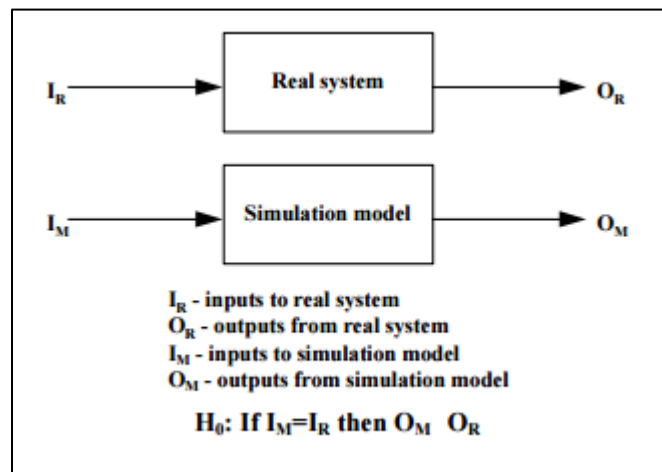 I_R Real system O_R
I_M Simulation model O_M
I_R - inputs to real system
O_R - outputs from real system
I_M - inputs to simulation model
O_M - outputs from simulation model
H_0: If I_M=I_R then O_M O_R